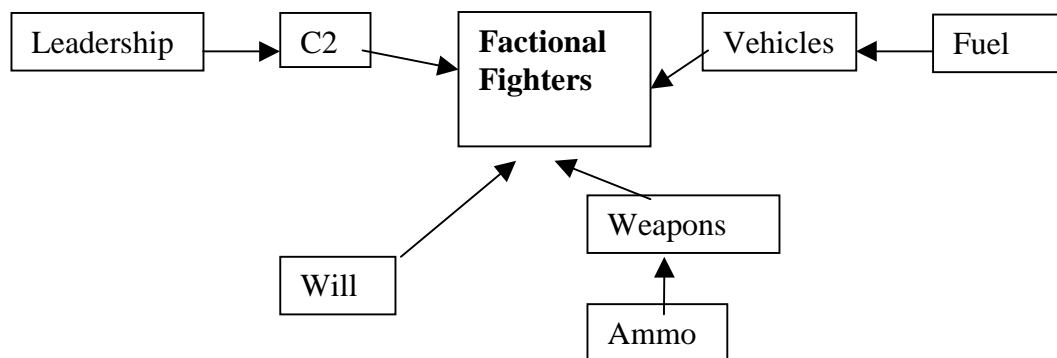 Leadership
C2
Factional
Fighters
Vehicles
Fuel
Weapons
Will
Ammo